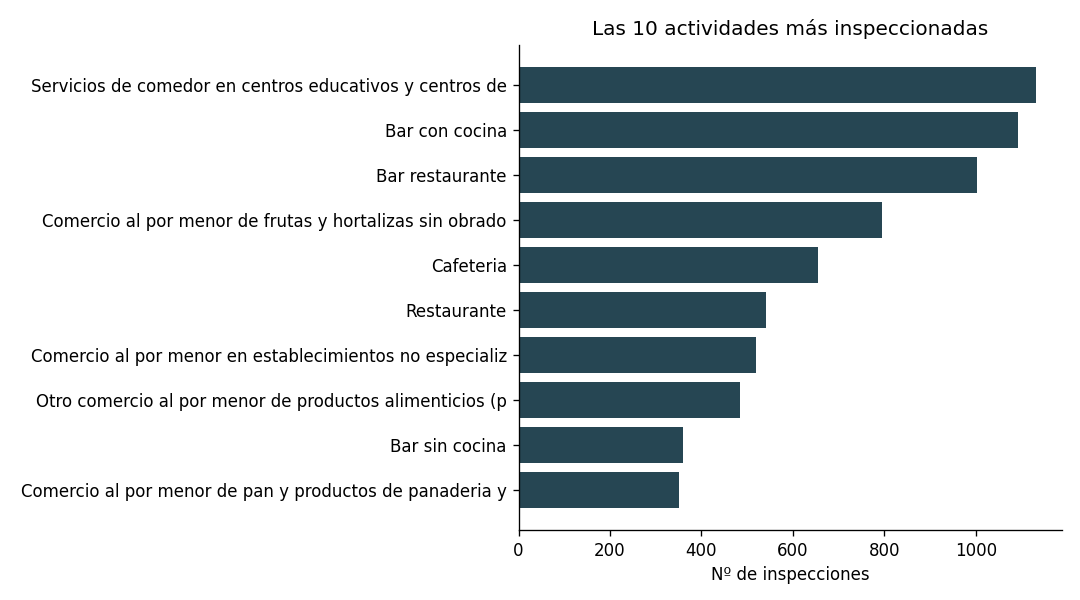 Las 10 actividades más inspeccionadas
Servicios de comedor en centros educativos y centros de
Bar con cocina
Bar restaurante
Comercio al por menor de frutas y hortalizas sin obrado
Cafeteria
Restaurante
Comercio al por menor en establecimientos no especializ
Otro comercio al por menor de productos alimenticios (p
Bar sin cocina
Comercio al por menor de pan y productos de panaderia y
0 200 400 600 800 1000
Nº de inspecciones